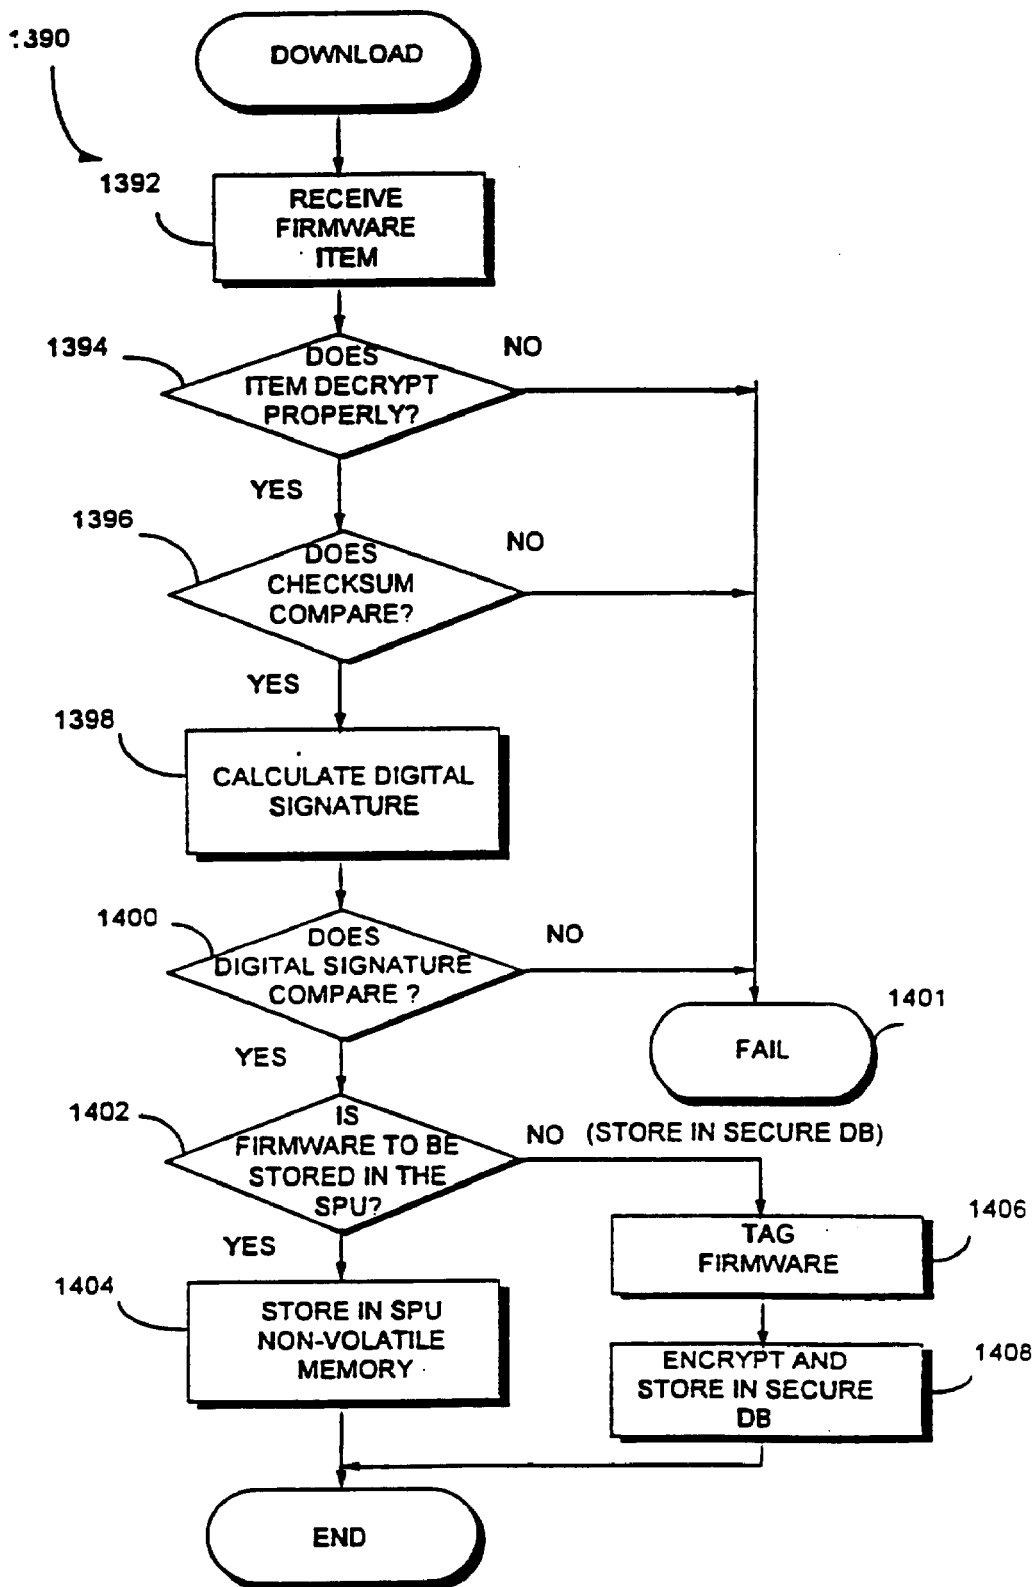 1390
DOWNLOAD
1392
RECEIVE
FIRMWARE
ITEM
1394
DOES
ITEM DECRYPT
PROPERLY?
NO
YES
1396
DOES
CHECKSUM
COMPARE?
NO
YES
1398
CALCULATE DIGITAL
SIGNATURE
1400
DOES
DIGITAL SIGNATURE
COMPARE ?
NO
1401
FAIL
YES
1402
IS
FIRMWARE TO BE
STORED IN THE
SPU?
NO (STORE IN SECURE DB)
YES
1406
TAG
FIRMWARE
1404
STORE IN SPU
NON-VOLATILE
MEMORY
1408
ENCRYPT AND
STORE IN SECURE
DB
END